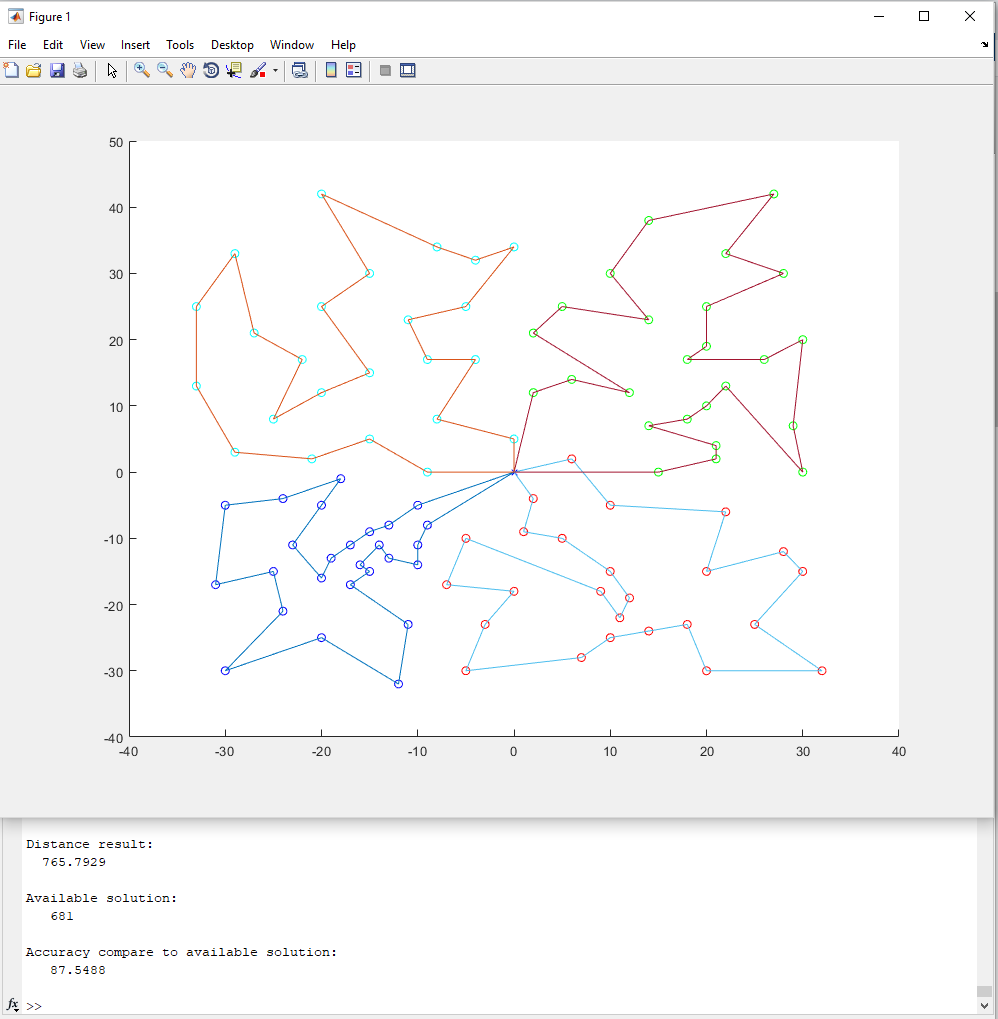 Figure 1
File Edit View Insert Tools Desktop Window Help
50
40
30
20
10
0
-10
-20
-30
-40
-40 -30 -20 -10 0 10 20 30 40
Distance result:
765.7929
Available solution:
681
Accuracy compare to available solution:
87.5488
fx >>